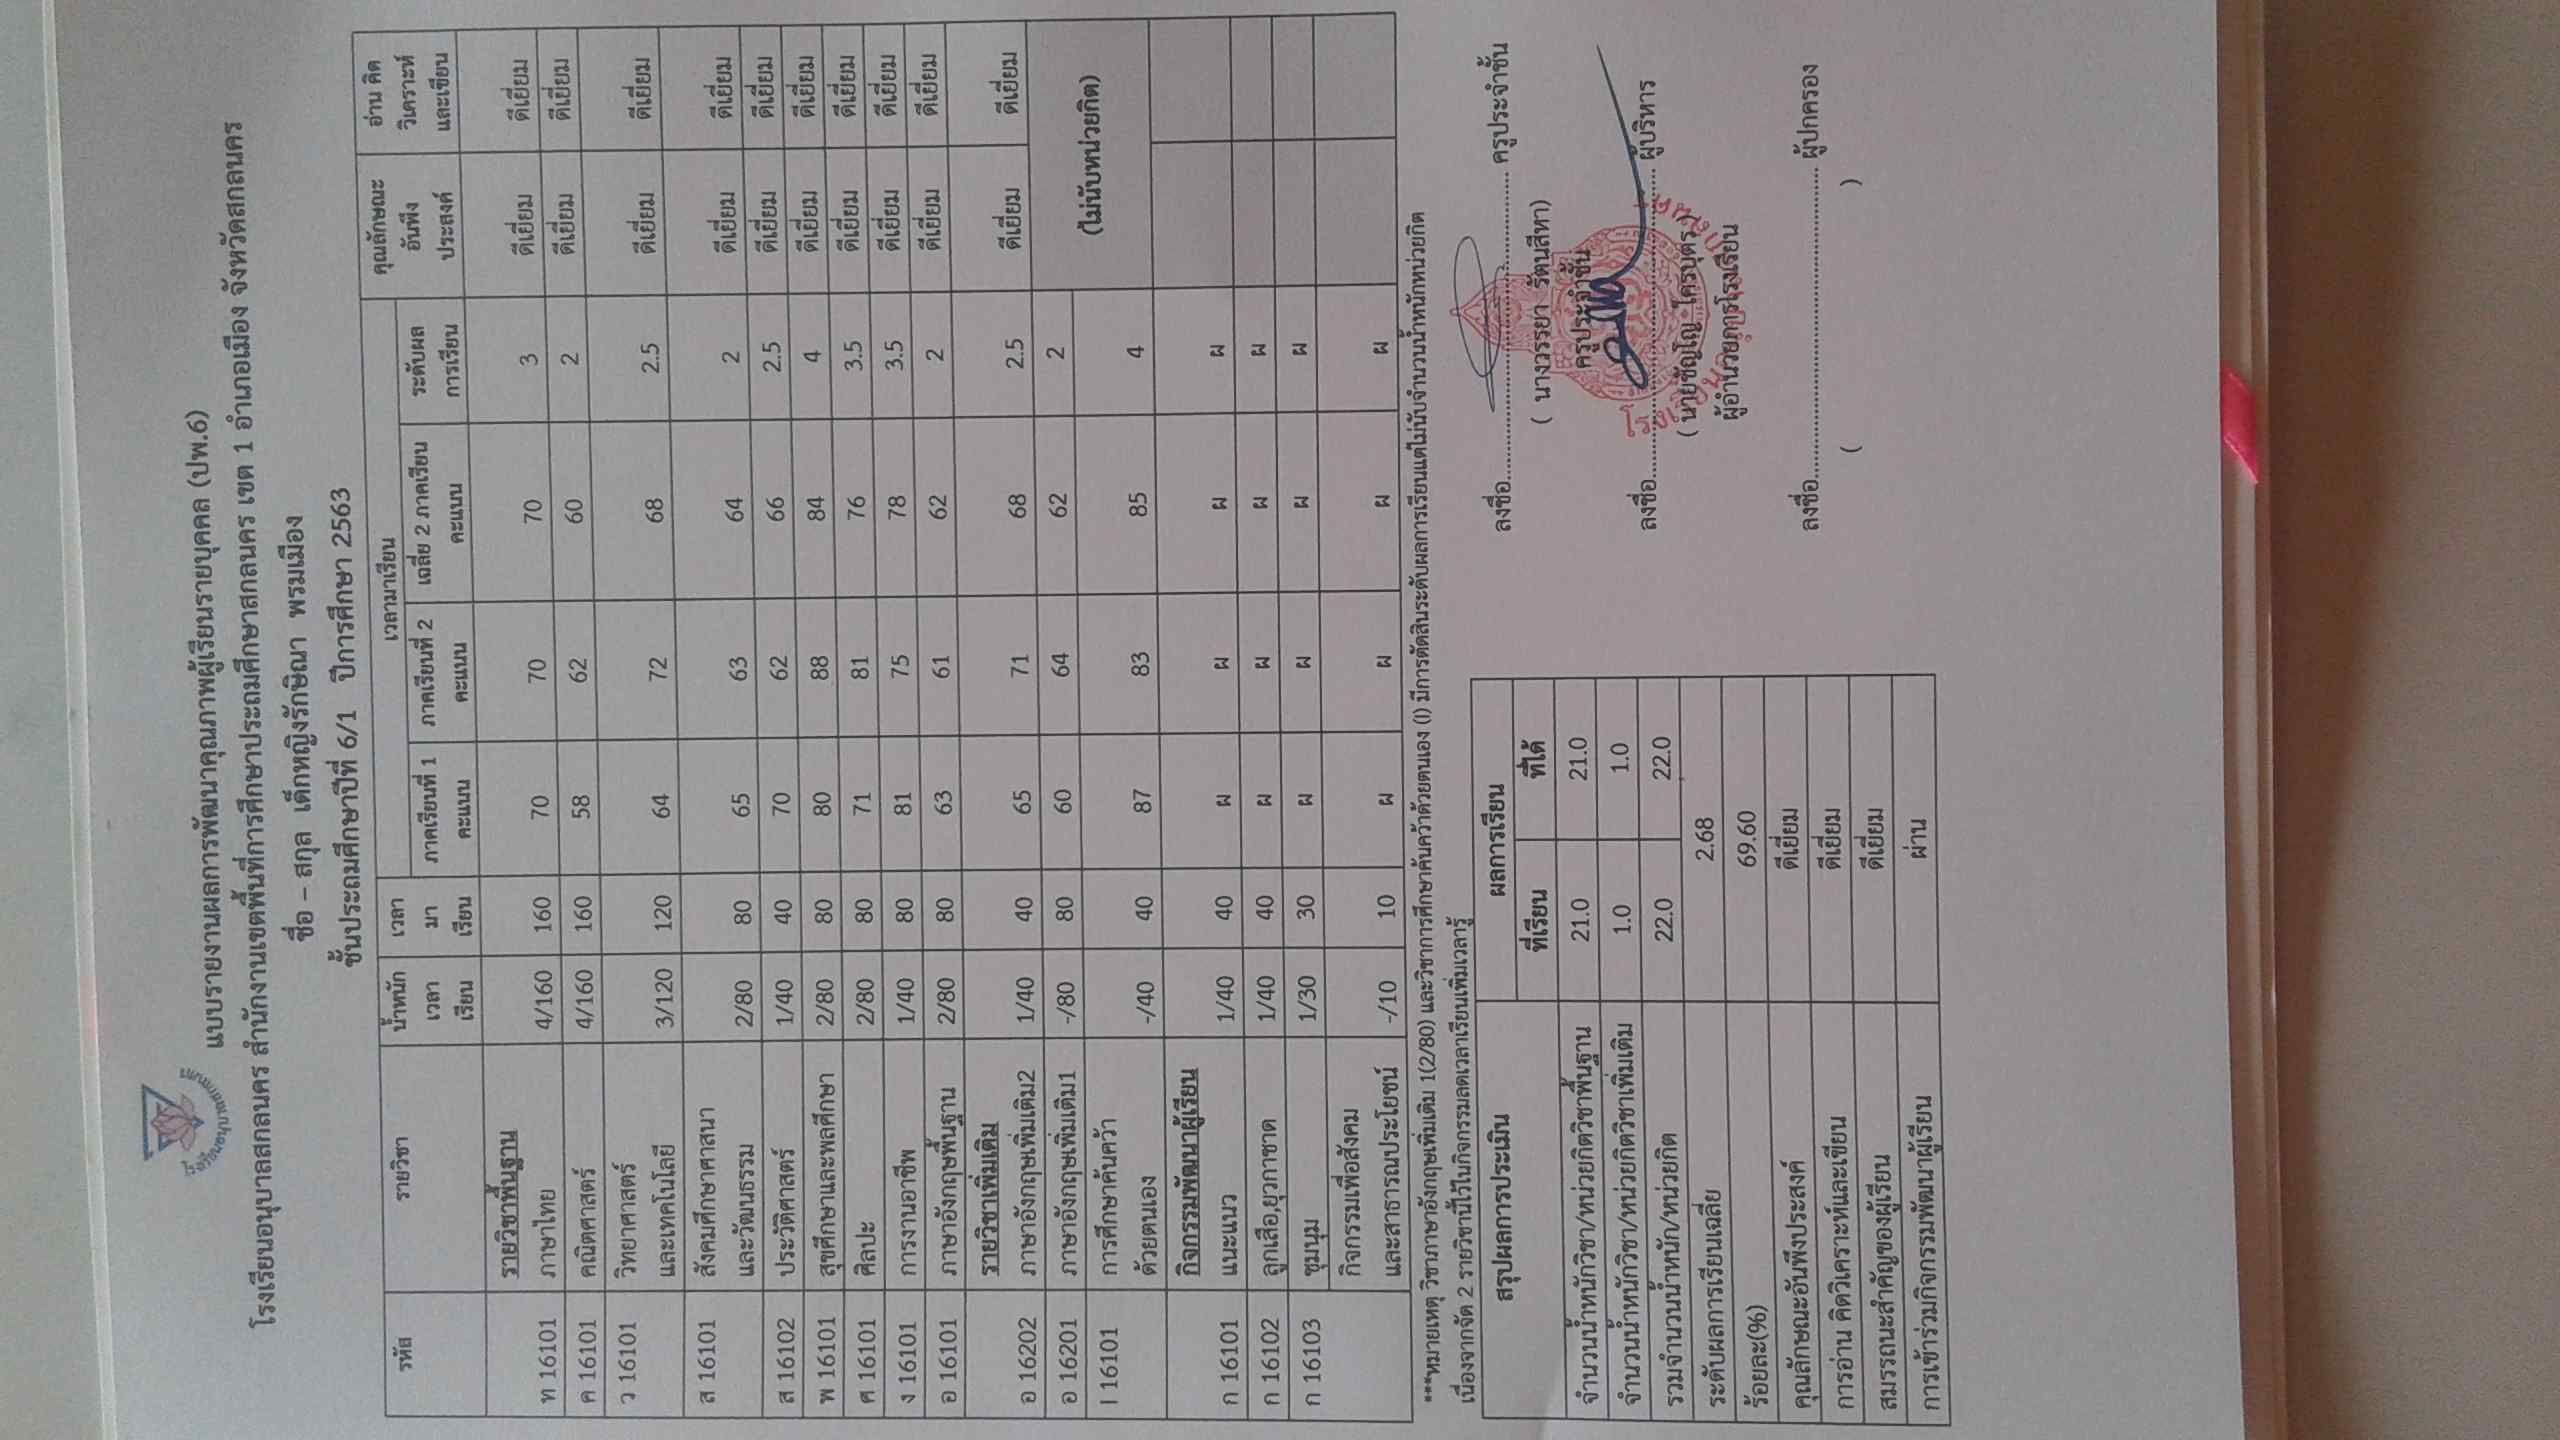 แบบรายงานผลการพัฒนาคุณภาพผู้เรียนรายบุคคล (ปพ.6)
โรงเรียนอนุบาลสกลนคร สำนักงานเขตพื้นที่การศึกษาประถมศึกษาสกลนคร เขต 1 อำเภอเมือง จังหวัดสกลนคร
ชื่อ – สกุล เด็กหญิงรักษิณา พรมเมือง
ชั้นประถมศึกษาปีที่ 6/1 ปีการศึกษา 2563
รหัส รายวิชา น้ำหนัก เวลา เรียน เวลา มา เรียน เวลามาเรียน คุณลักษณะ อันพึง ประสงค์ อ่าน คิด วิเคราะห์ และเขียน
ภาคเรียนที่ 1 คะแนน ภาคเรียนที่ 2 คะแนน เฉลี่ย 2 ภาคเรียน คะแนน ระดับผล การเรียน
รายวิชาพื้นฐาน
ท 16101 ภาษาไทย 4/160 160 70 70 70 3 ดีเยี่ยม ดีเยี่ยม
ค 16101 คณิตศาสตร์ 4/160 160 58 62 60 2 ดีเยี่ยม ดีเยี่ยม
ว 16101 วิทยาศาสตร์
และเทคโนโลยี 3/120 120 64 72 68 2.5 ดีเยี่ยม ดีเยี่ยม
ส 16101 สังคมศึกษาศาสนา
และวัฒนธรรม 2/80 80 65 63 64 2 ดีเยี่ยม ดีเยี่ยม
ส 16102 ประวัติศาสตร์ 1/40 40 70 62 66 2.5 ดีเยี่ยม ดีเยี่ยม
พ 16101 สุขศึกษาและพลศึกษา 2/80 80 80 88 84 4 ดีเยี่ยม ดีเยี่ยม
ศ 16101 ศิลปะ 2/80 80 71 81 76 3.5 ดีเยี่ยม ดีเยี่ยม
ง 16101 การงานอาชีพ 1/40 80 81 75 78 3.5 ดีเยี่ยม ดีเยี่ยม
อ 16101 ภาษาอังกฤษพื้นฐาน 2/80 80 63 61 62 2 ดีเยี่ยม ดีเยี่ยม
รายวิชาเพิ่มเติม
อ 16202 ภาษาอังกฤษเพิ่มเติม2 1/40 40 65 71 68 2.5 ดีเยี่ยม ดีเยี่ยม
อ 16201 ภาษาอังกฤษเพิ่มเติม1 -/80 80 60 64 62 2 (ไม่นับหน่วยกิต)
I 16101 การศึกษาค้นคว้า
ด้วยตนเอง -/40 40 87 83 85 4
กิจกรรมพัฒนาผู้เรียน
ก 16101 แนะแนว 1/40 40 ผ ผ ผ ผ
ก 16102 ลูกเสือ,ยุวกาชาด 1/40 40 ผ ผ ผ ผ
ก 16103 ชุมนุม 1/30 30 ผ ผ ผ ผ
กิจกรรมเพื่อสังคม
และสาธารณประโยชน์ -/10 10 ผ ผ ผ ผ
***หมายเหตุ วิชาภาษาอังกฤษเพิ่มเติม 1(2/80) และวิชาการศึกษาค้นคว้าด้วยตนเอง (I) มีการตัดสินระดับผลการเรียนแต่ไม่นับจำนวนน้ำหนักหน่วยกิต
เนื่องจากจัด 2 รายวิชานี้ไว้ในกิจกรรมลดเวลาเรียนเพิ่มเวลารู้
สรุปผลการประเมิน ผลการเรียน
ที่เรียน ที่ได้
จำนวนน้ำหนักวิชา/หน่วยกิตวิชาพื้นฐาน 21.0 21.0
จำนวนน้ำหนักวิชา/หน่วยกิตวิชาเพิ่มเติม 1.0 1.0
รวมจำนวนน้ำหนัก/หน่วยกิต 22.0 22.0
ระดับผลการเรียนเฉลี่ย 2.68
ร้อยละ(%) 69.60
คุณลักษณะอันพึงประสงค์ ดีเยี่ยม
การอ่าน คิดวิเคราะห์และเขียน ดีเยี่ยม
สมรรถนะสำคัญของผู้เรียน ดีเยี่ยม
การเข้าร่วมกิจกรรมพัฒนาผู้เรียน ผ่าน
ลงชื่อ........................ ครูประจำชั้น
( นางวรรยา รัตนสีหา)
ครูประจำชั้น
ลงชื่อ........................ ผู้บริหาร
( นายชัญโญ ไครบุตร )
ผู้อำนวยการโรงเรียน
ลงชื่อ........................ ผู้ปกครอง
( )